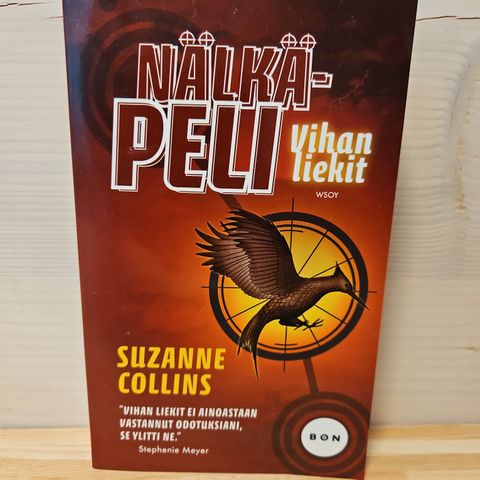 NÄLKÄ-
PELI
Vihan
liekit
WSOY
SUZANNE
COLLINS
"VIHAN LIEKIT EI AINOASTAAN
VASTANNUT ODOTUKSIANI,
SE YLITTI NE."
Stephenie Meyer
BON